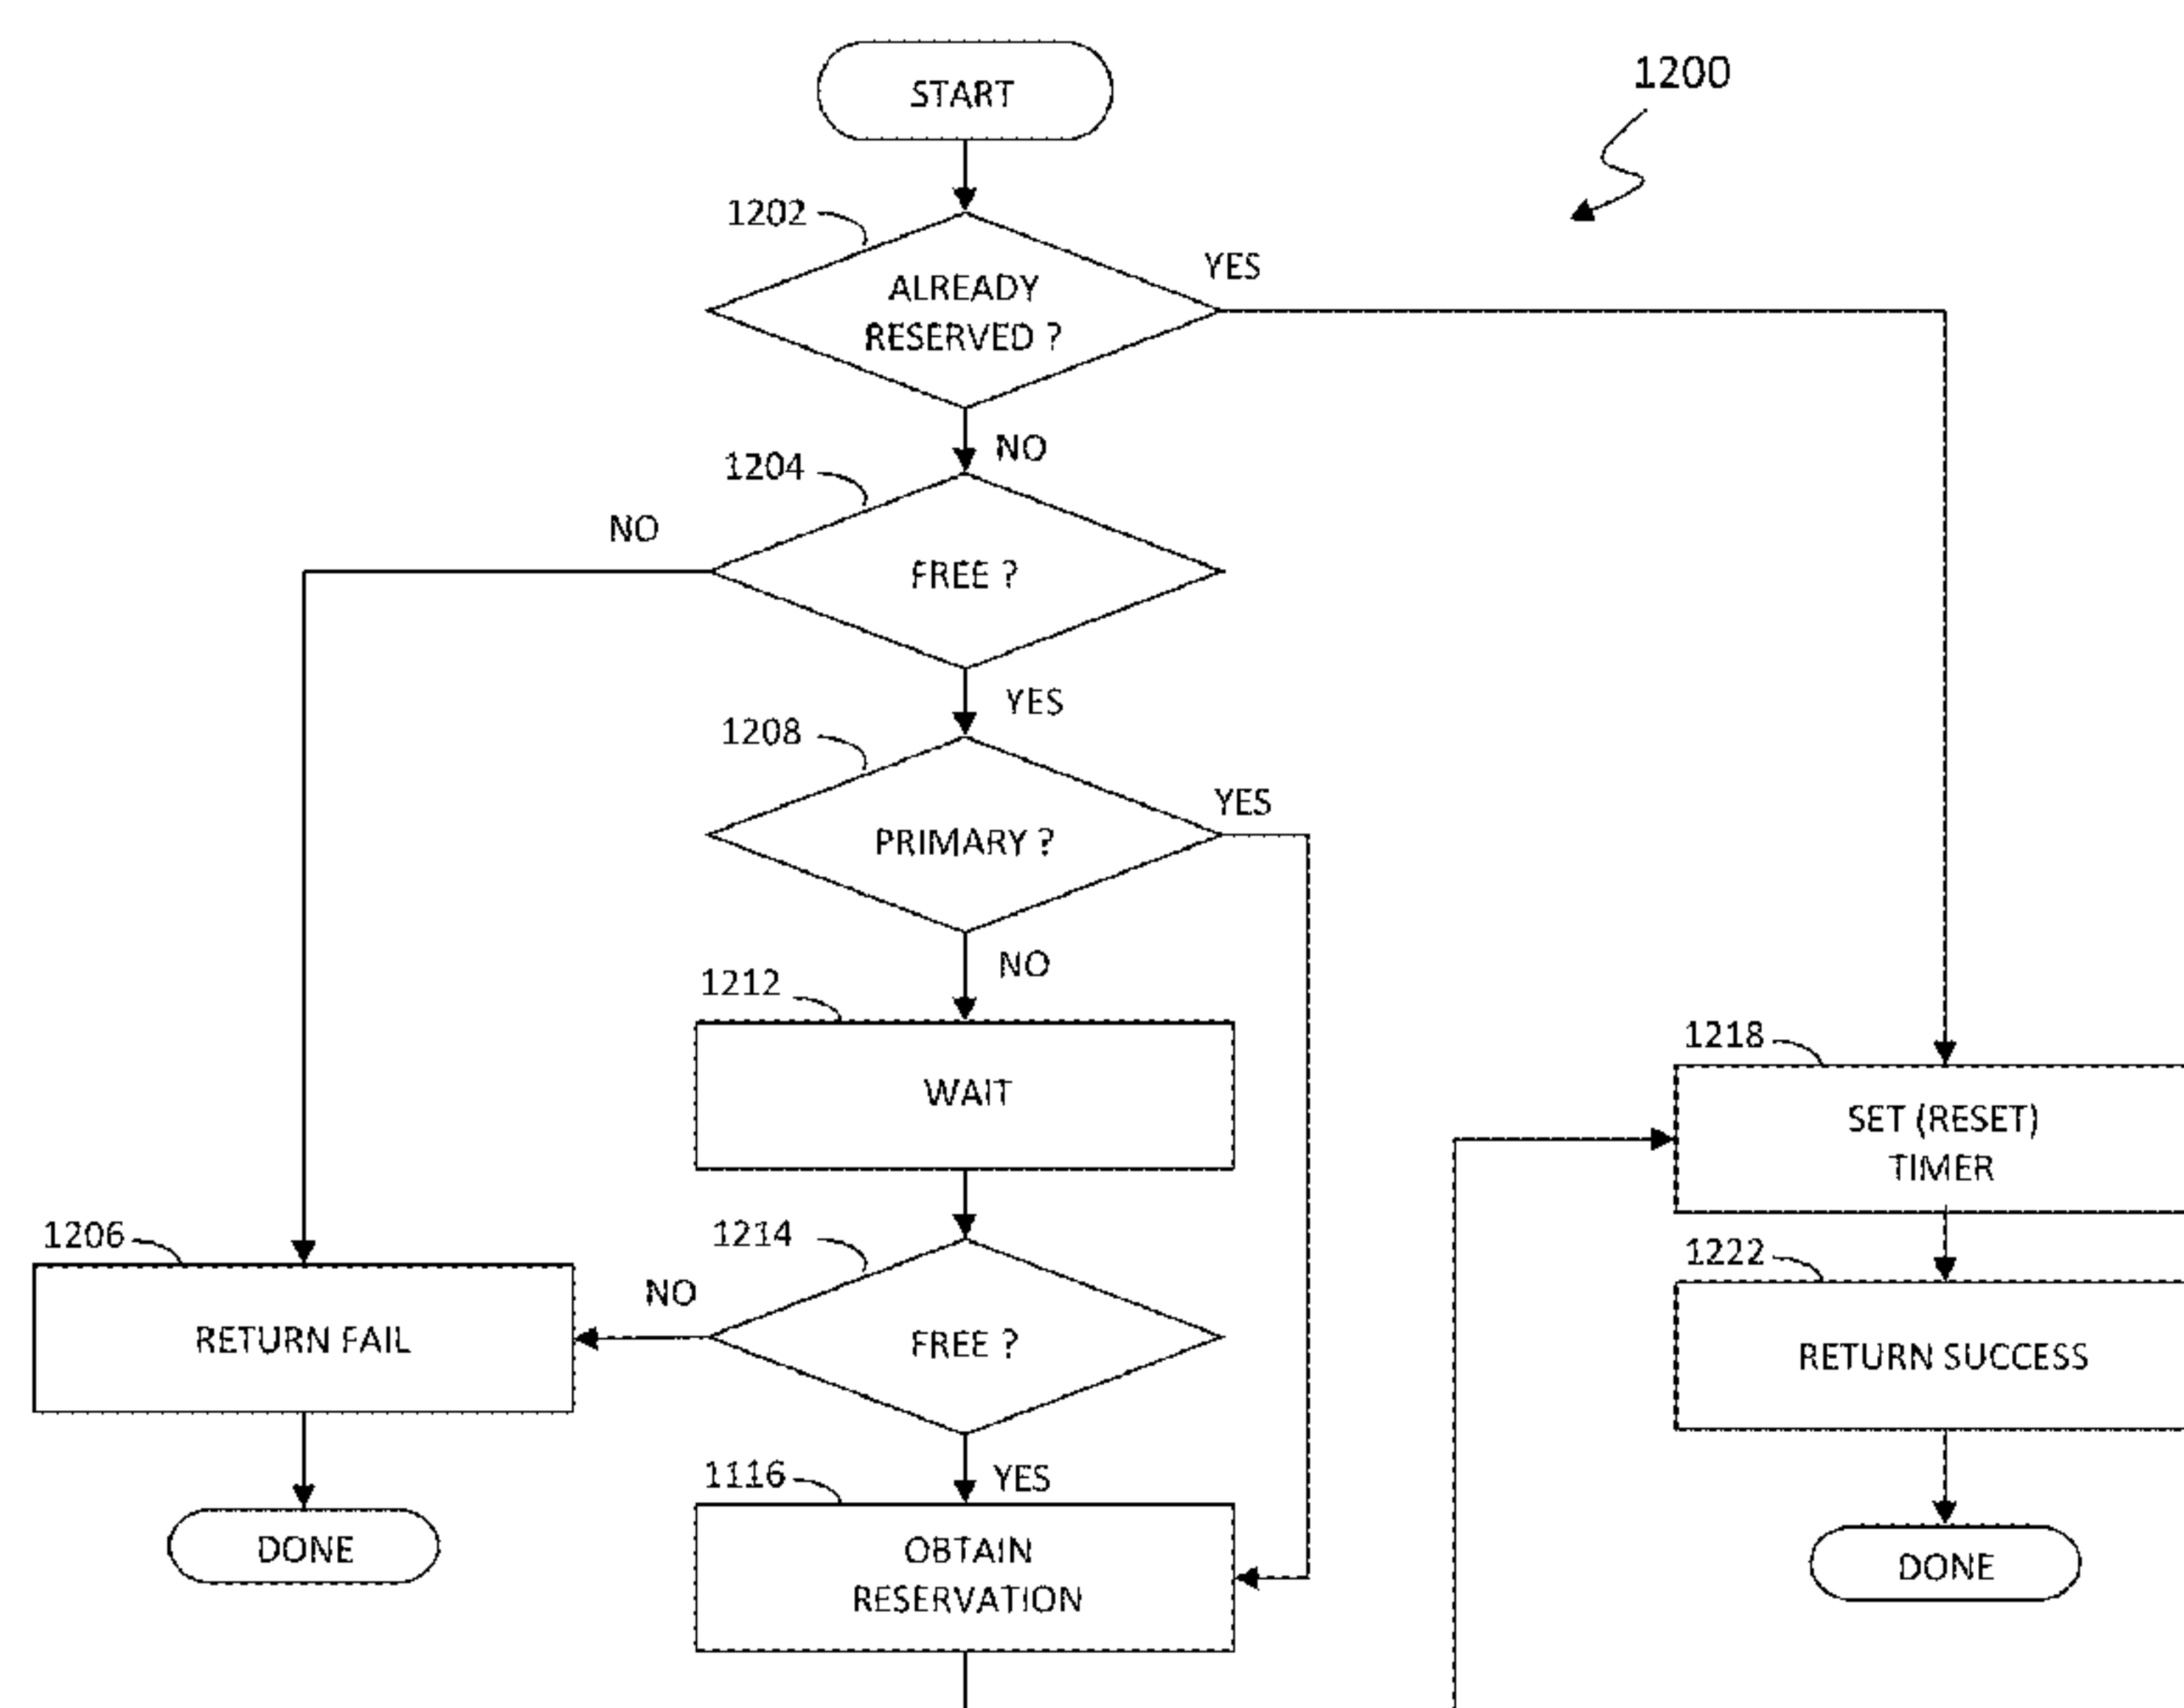 START
1200
1202
ALREADY
RESERVED ?
YES
NO
1204
NO
FREE ?
YES
1208
YES
PRIMARY ?
NO
1212
WAIT
1218
SET (RESET)
TIMER
1206
1214
NO
RETURN FAIL
FREE ?
1222
RETURN SUCCESS
YES
1116
OBTAIN
RESERVATION
DONE
DONE